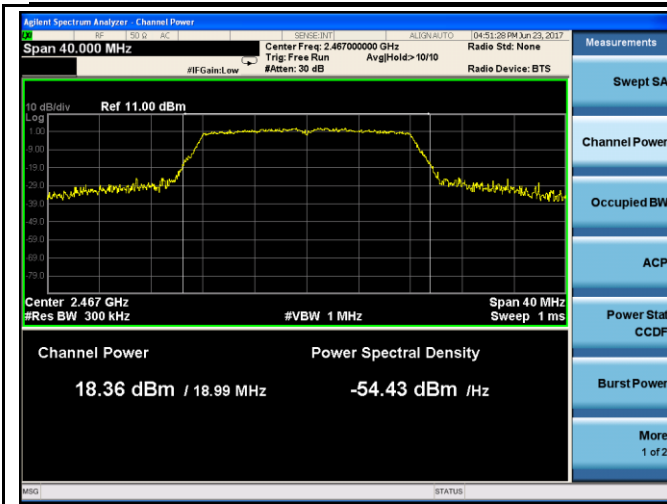 Agilent Spectrum Analyzer - Channel Power
LXI RF 50 Ω AC SENSE:INT ALIGNAUTO 04:51:28 PM Jun 23, 2017
Span 40.000 MHz Center Freq: 2.467000000 GHz Radio Std: None
Trig: Free Run Avg|Hold:>10/10
#IFGain:Low #Atten: 30 dB Radio Device: BTS
10 dB/div Ref 11.00 dBm
Log
1.00
-9.00
-19.0
-29.0
-39.0
-49.0
-59.0
-69.0
-79.0
Center 2.467 GHz Span 40 MHz
#Res BW 300 kHz #VBW 1 MHz Sweep 1 ms
Channel Power Power Spectral Density
18.36 dBm / 18.99 MHz -54.43 dBm /Hz
MSG STATUS
Measurements
Swept SA
Channel Power
Occupied BW
ACP
Power Stat
CCDF
Burst Power
More
1 of 2